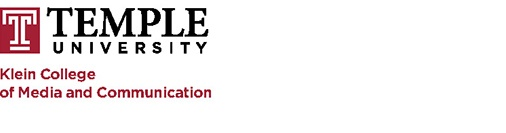 TEMPLE
UNIVERSITY
Klein College
of Media and Communication